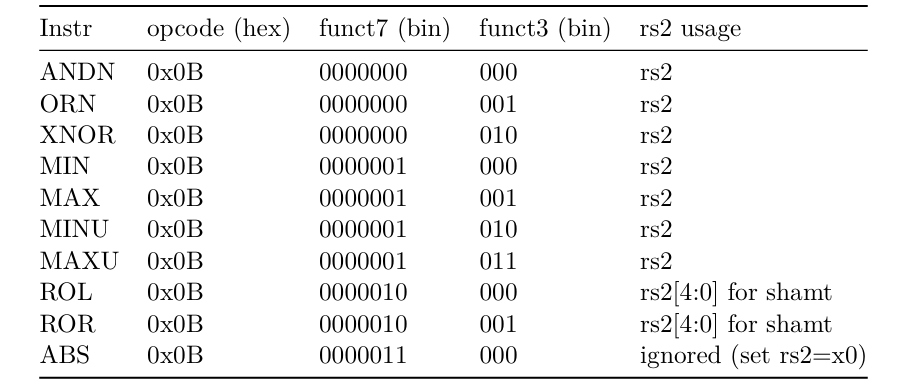 Instr opcode (hex) funct7 (bin) funct3 (bin) rs2 usage
ANDN 0x0B 0000000 000 rs2
ORN 0x0B 0000000 001 rs2
XNOR 0x0B 0000000 010 rs2
MIN 0x0B 0000001 000 rs2
MAX 0x0B 0000001 001 rs2
MINU 0x0B 0000001 010 rs2
MAXU 0x0B 0000001 011 rs2
ROL 0x0B 0000010 000 rs2[4:0] for shamt
ROR 0x0B 0000010 001 rs2[4:0] for shamt
ABS 0x0B 0000011 000 ignored (set rs2=x0)